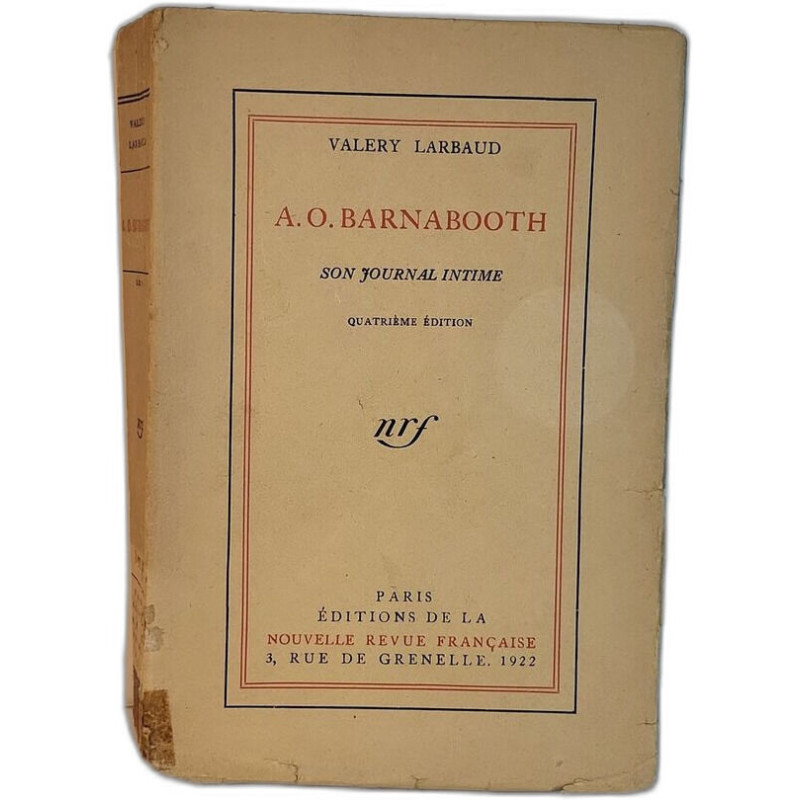 VALERY LARBAUD
A. O. BARNABOOTH
SON JOURNAL INTIME
QUATRIÈME ÉDITION
nrf
PARIS
ÉDITIONS DE LA
NOUVELLE REVUE FRANÇAISE
3, RUE DE GRENELLE. 1922
5